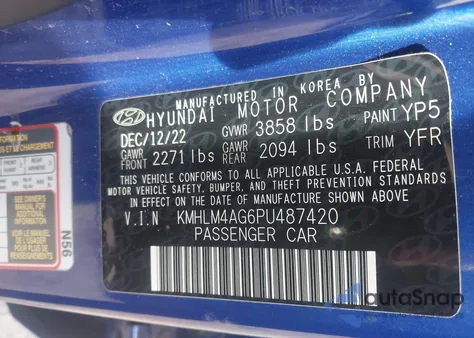 MANUFACTURED IN KOREA BY
HYUNDAI MOTOR COMPANY
DEC/12/22 GVWR 3858 lbs PAINT YP5
GAWR FRONT 2271 lbs GAWR REAR 2094 lbs TRIM YFR
THIS VEHICLE CONFORMS TO ALL APPLICABLE U.S.A. FEDERAL
MOTOR VEHICLE SAFETY, BUMPER, AND THEFT PREVENTION STANDARDS
IN EFFECT ON THE DATE OF MANUFACTURE SHOWN ABOVE
V.I.N KMHLM4AG6PU487420
PASSENGER CAR
N56
autoSnap